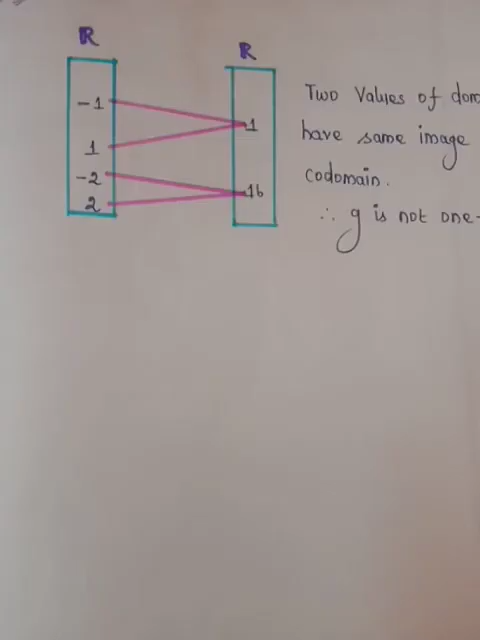 R
R
-1
1
-2
2
1
16
Two Values of
have same image
codomain.
∴ g is not one-